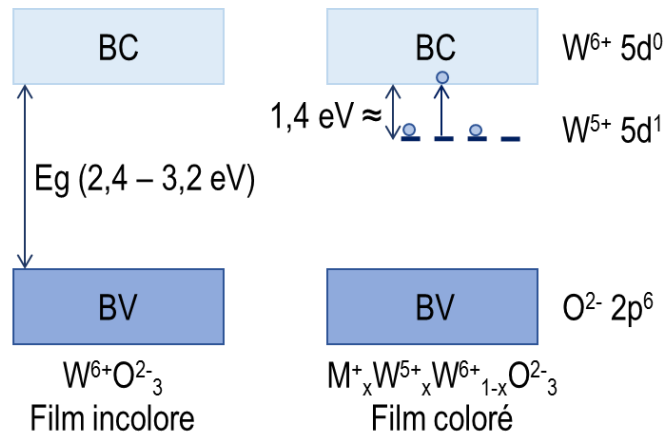 BC
BC
W⁶⁺ 5d⁰
1,4 eV ≈
W⁵⁺ 5d¹
Eg (2,4 – 3,2 eV)
BV
BV
O²⁻ 2p⁶
W⁶⁺O²⁻₃
M⁺ₓW⁵⁺ₓW⁶⁺₁₋ₓO²⁻₃
Film incolore
Film coloré